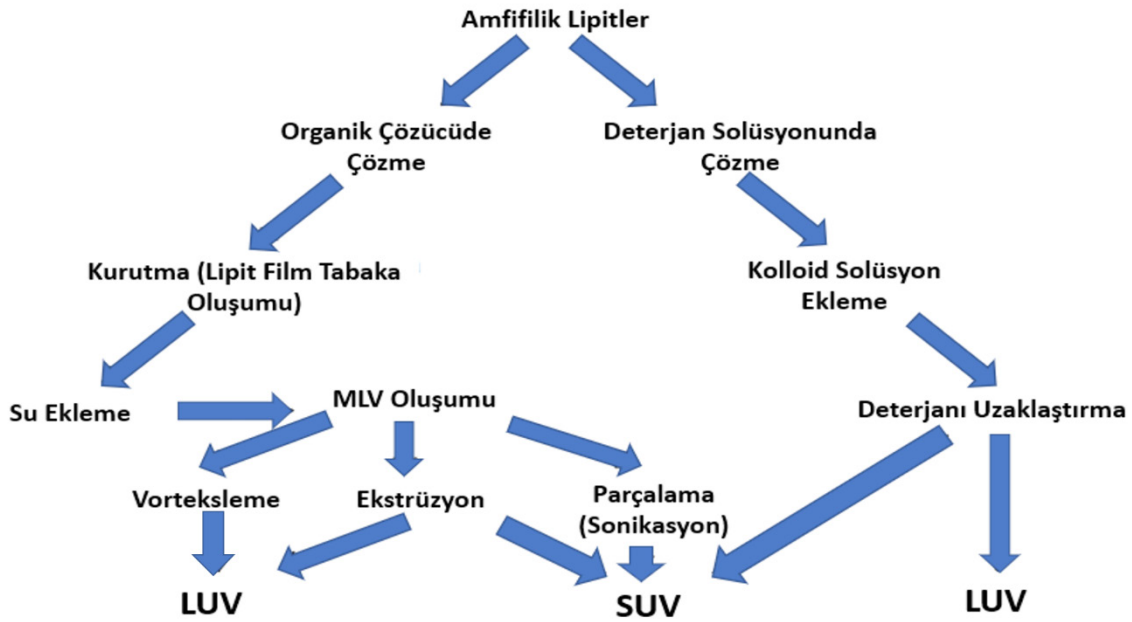 Amfifilik Lipitler
Organik Çözücüde
Çözme
Deterjan Solüsyonunda
Çözme
Kurutma (Lipit Film Tabaka
Oluşumu)
Kolloid Solüsyon
Ekleme
Su Ekleme
MLV Oluşumu
Deterjanı Uzaklaştırma
Vorteksleme
Ekstrüzyon
Parçalama
(Sonikasyon)
LUV
SUV
LUV